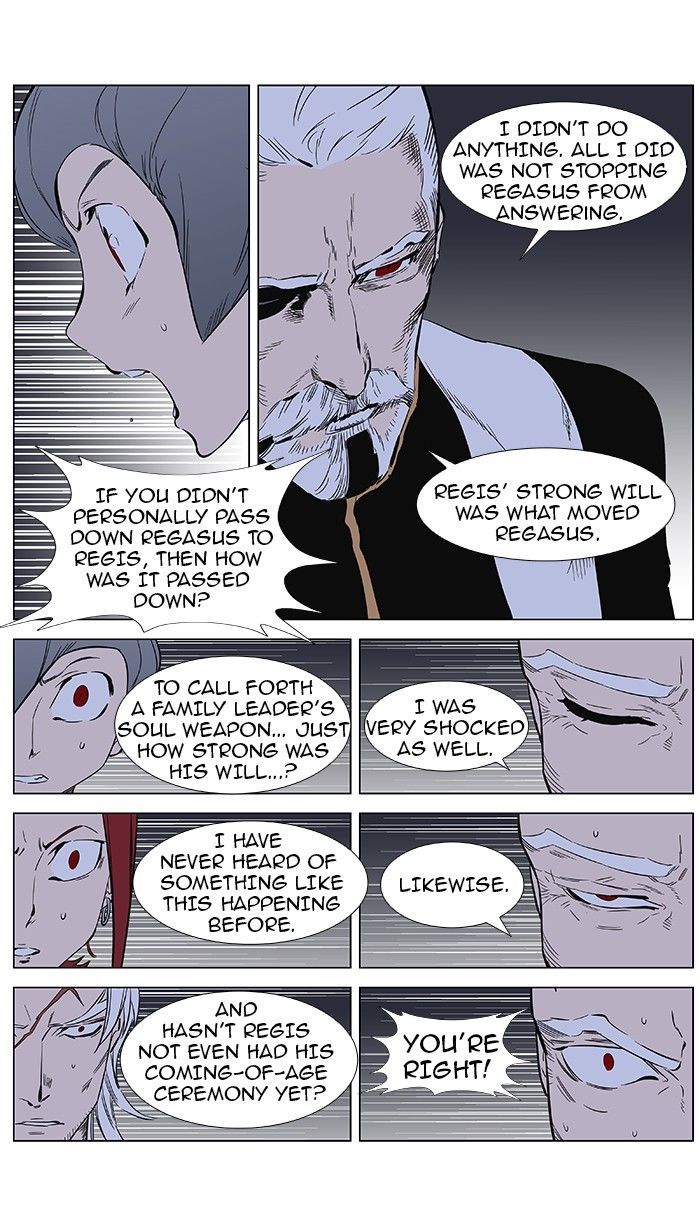 IF YOU DIDN'T
PERSONALLY PASS
DOWN REGASUS TO
REGIS, THEN HOW
WAS IT PASSED
DOWN?
I DIDN'T DO
ANYTHING. ALL I DID
WAS NOT STOPPING
REGASUS FROM
ANSWERING.
REGIS' STRONG WILL
WAS WHAT MOVED
REGASUS.
TO CALL FORTH
A FAMILY LEADER'S
SOUL WEAPON... JUST
HOW STRONG WAS
HIS WILL...?
I WAS
VERY SHOCKED
AS WELL.
I HAVE
NEVER HEARD OF
SOMETHING LIKE
THIS HAPPENING
BEFORE.
LIKEWISE.
AND
HASN'T REGIS
NOT EVEN HAD HIS
COMING-OF-AGE
CEREMONY YET?
YOU'RE
RIGHT!